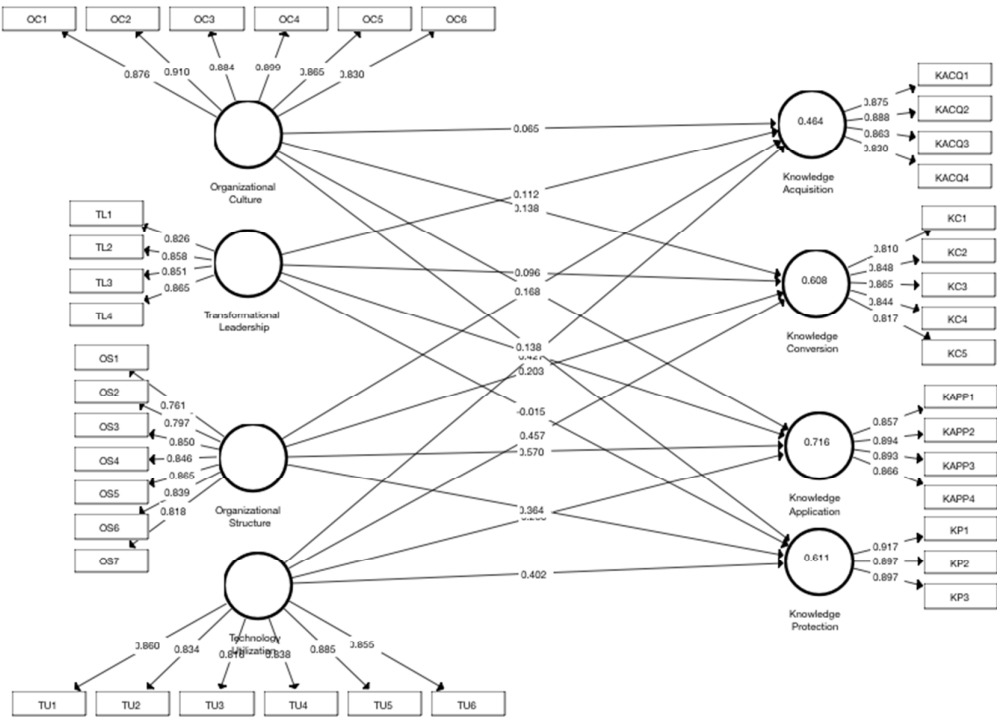 OC1 OC2 OC3 OC4 OC5 OC6
0.876 0.910 0.884 0.899 0.865 0.830
Organizational
Culture
TL1
TL2
TL3
TL4
0.826
0.858
0.851
0.865
Transformational
Leadership
OS1
OS2
OS3
OS4
OS5
OS6
OS7
0.761
0.797
0.850
0.846
0.865
0.839
0.818
Organizational
Structure
Technology
Utilization
0.860 0.834 0.838 0.885 0.855
TU1 TU2 TU3 TU4 TU5 TU6
0.065
0.112
0.138
0.096
0.168
0.138
0.203
-0.015
0.457
0.570
0.364
0.402
0.464
Knowledge
Acquisition
0.875
0.888
0.863
0.830
KACQ1
KACQ2
KACQ3
KACQ4
0.608
Knowledge
Conversion
0.810
0.848
0.865
0.844
0.817
KC1
KC2
KC3
KC4
KC5
0.716
Knowledge
Application
0.857
0.894
0.893
0.866
KAPP1
KAPP2
KAPP3
KAPP4
0.611
Knowledge
Protection
0.917
0.897
0.897
KP1
KP2
KP3